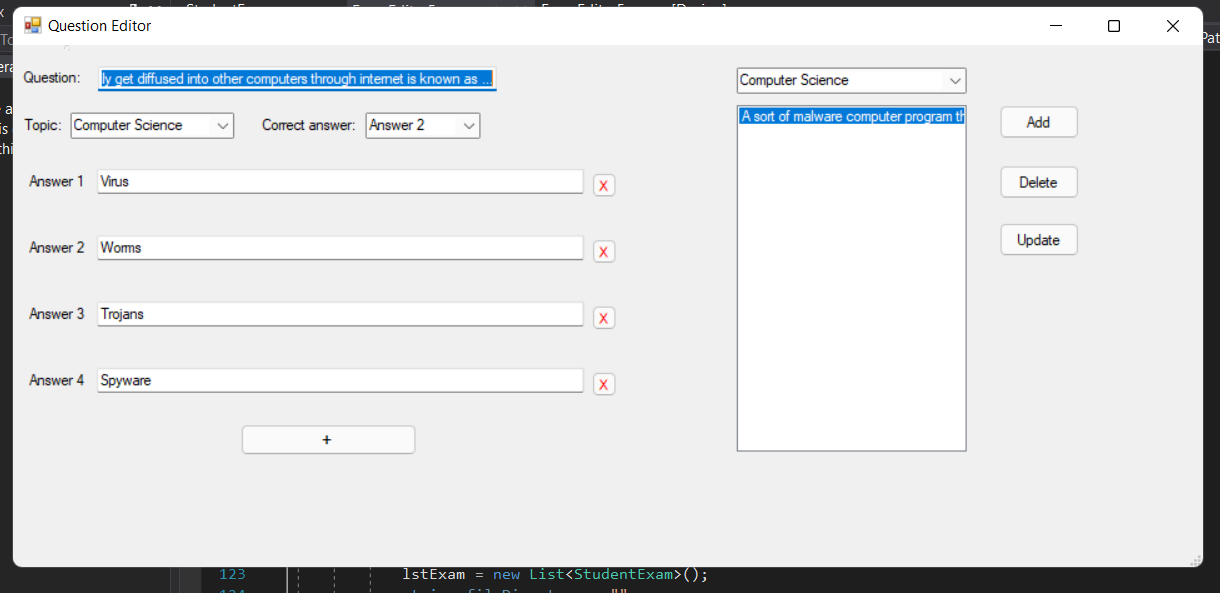 Question Editor
Question: ly get diffused into other computers through internet is known as ...
Computer Science
Topic: Computer Science Correct answer: Answer 2
A sort of malware computer program th
Add
Answer 1 Virus X
Delete
Answer 2 Worms X
Update
Answer 3 Trojans X
Answer 4 Spyware X
+
123 lstExam = new List<StudentExam>();